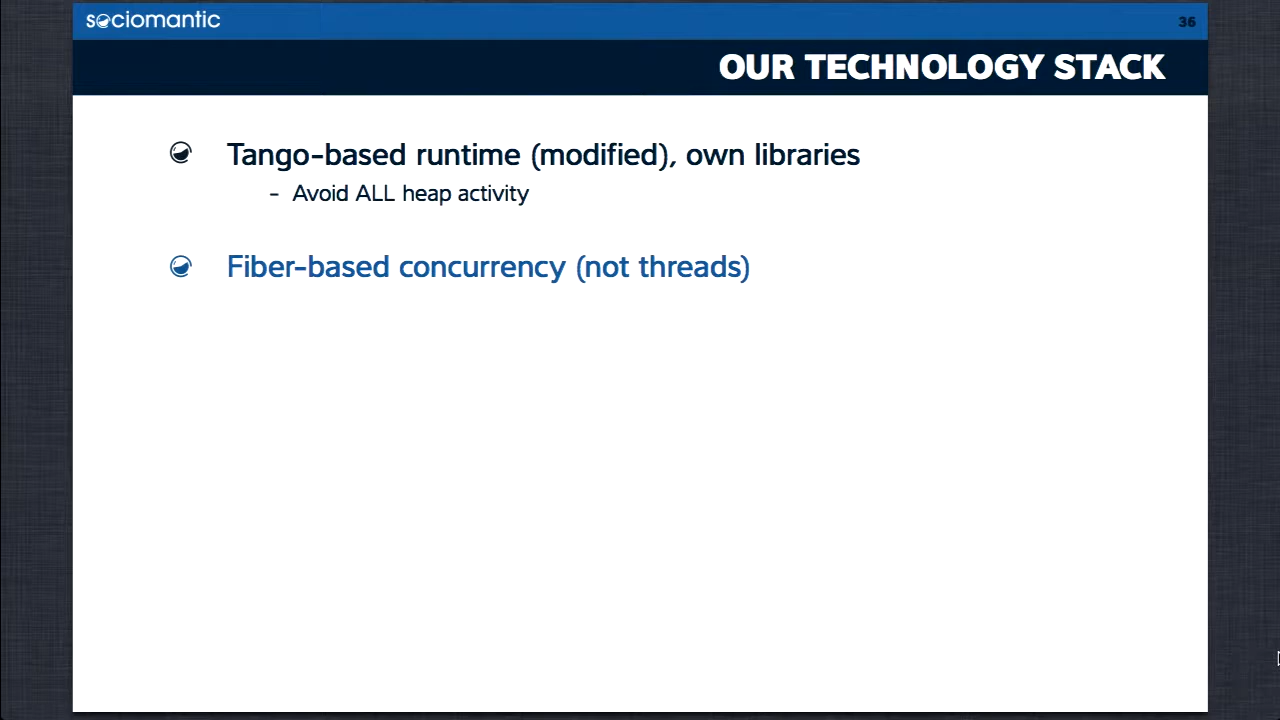 sociomantic
36
OUR TECHNOLOGY STACK
Tango-based runtime (modified), own libraries
- Avoid ALL heap activity
Fiber-based concurrency (not threads)